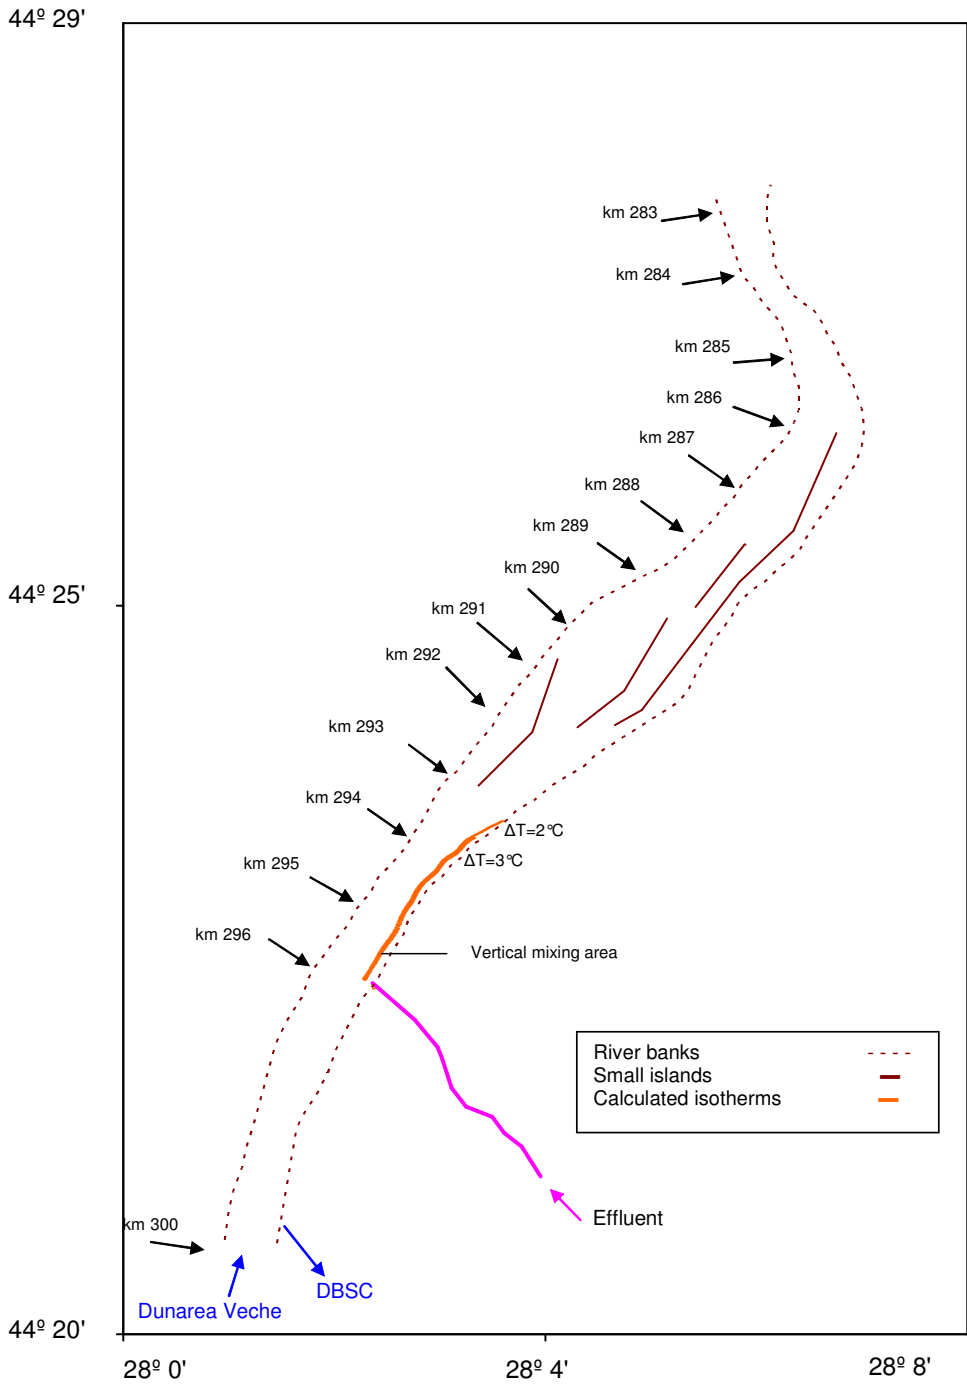 44º 29'
km 283
km 284
km 285
km 286
km 287
km 288
km 289
km 290
44º 25'
km 291
km 292
km 293
km 294
ΔT=2°C
ΔT=3°C
km 295
km 296
Vertical mixing area
River banks
Small islands
Calculated isotherms
km 300
Effluent
DBSC
Dunarea Veche
44º 20'
28º 0'
28º 4'
28º 8'